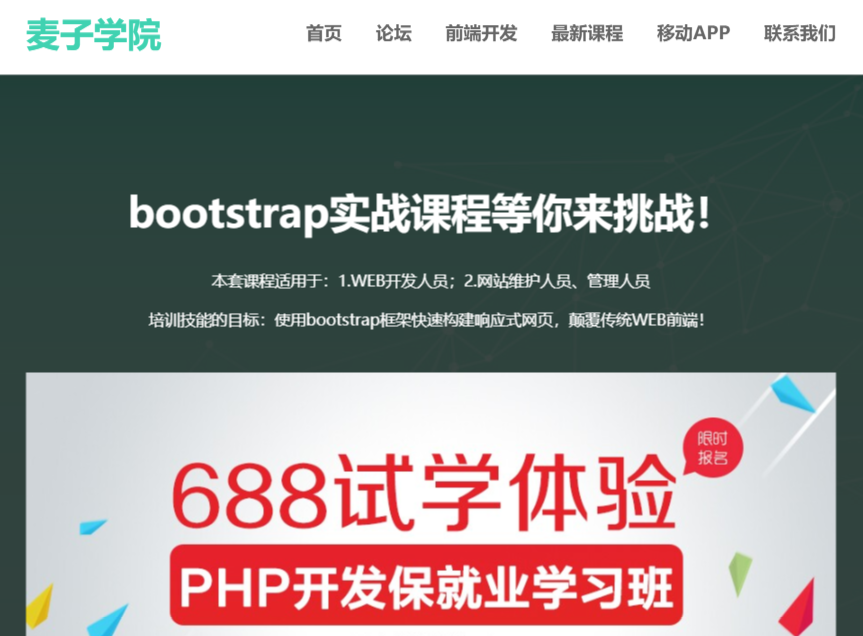 麦子学院
首页 论坛 前端开发 最新课程 移动APP 联系我们
bootstrap实战课程等你来挑战！
本套课程适用于：1.WEB开发人员；2.网站维护人员、管理人员
培训技能的目标：使用bootstrap框架快速构建响应式网页，颠覆传统WEB前端！
限时
报名
688试学体验
PHP开发保就业学习班